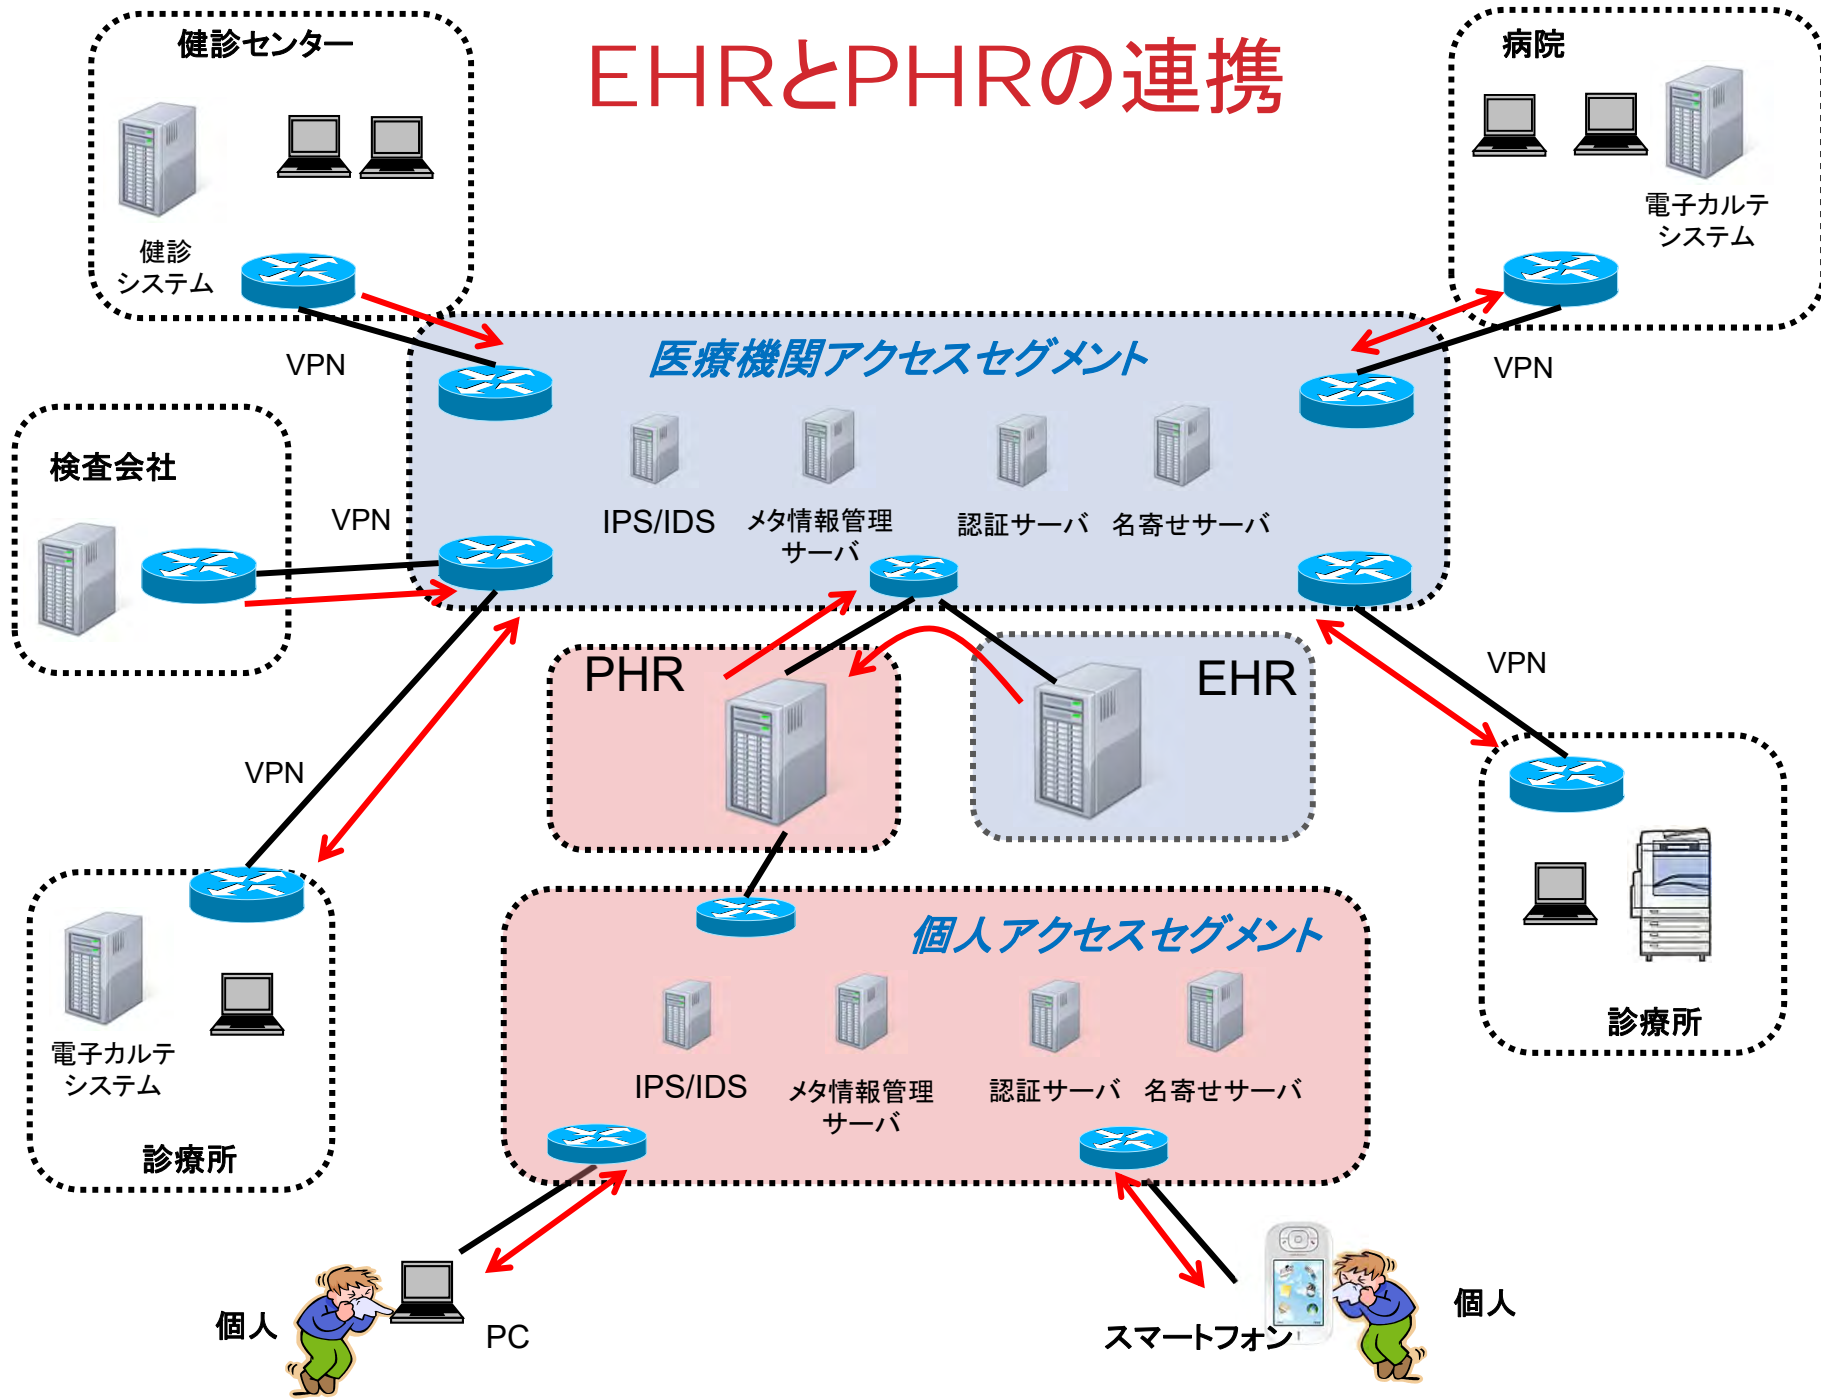 EHRとPHRの連携
健診センター
健診
システム
病院
電子カルテ
システム
VPN
VPN
医療機関アクセスセグメント
IPS/IDS
メタ情報管理
サーバ
認証サーバ
名寄せサーバ
検査会社
VPN
PHR
EHR
VPN
VPN
電子カルテ
システム
診療所
診療所
個人アクセスセグメント
IPS/IDS
メタ情報管理
サーバ
認証サーバ
名寄せサーバ
個人
PC
スマートフォン
個人